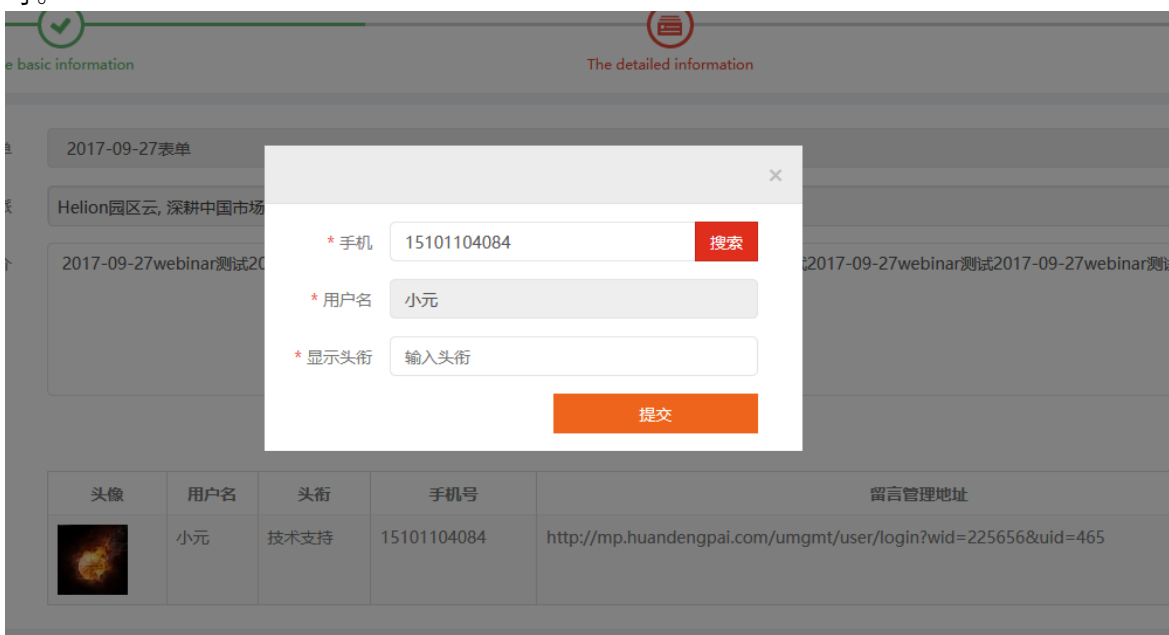 e basic information
The detailed information
2017-09-27表单
Helion园区云, 深耕中国市场
2017-09-27webinar测试20
2017-09-27webinar测试2017-09-27webinar测试
×
* 手机 15101104084 搜索
* 用户名 小元
* 显示头衔 输入头衔
提交
头像 用户名 头衔 手机号 留言管理地址
小元 技术支持 15101104084 http://mp.huandengpai.com/umgmt/user/login?wid=225656&uid=465